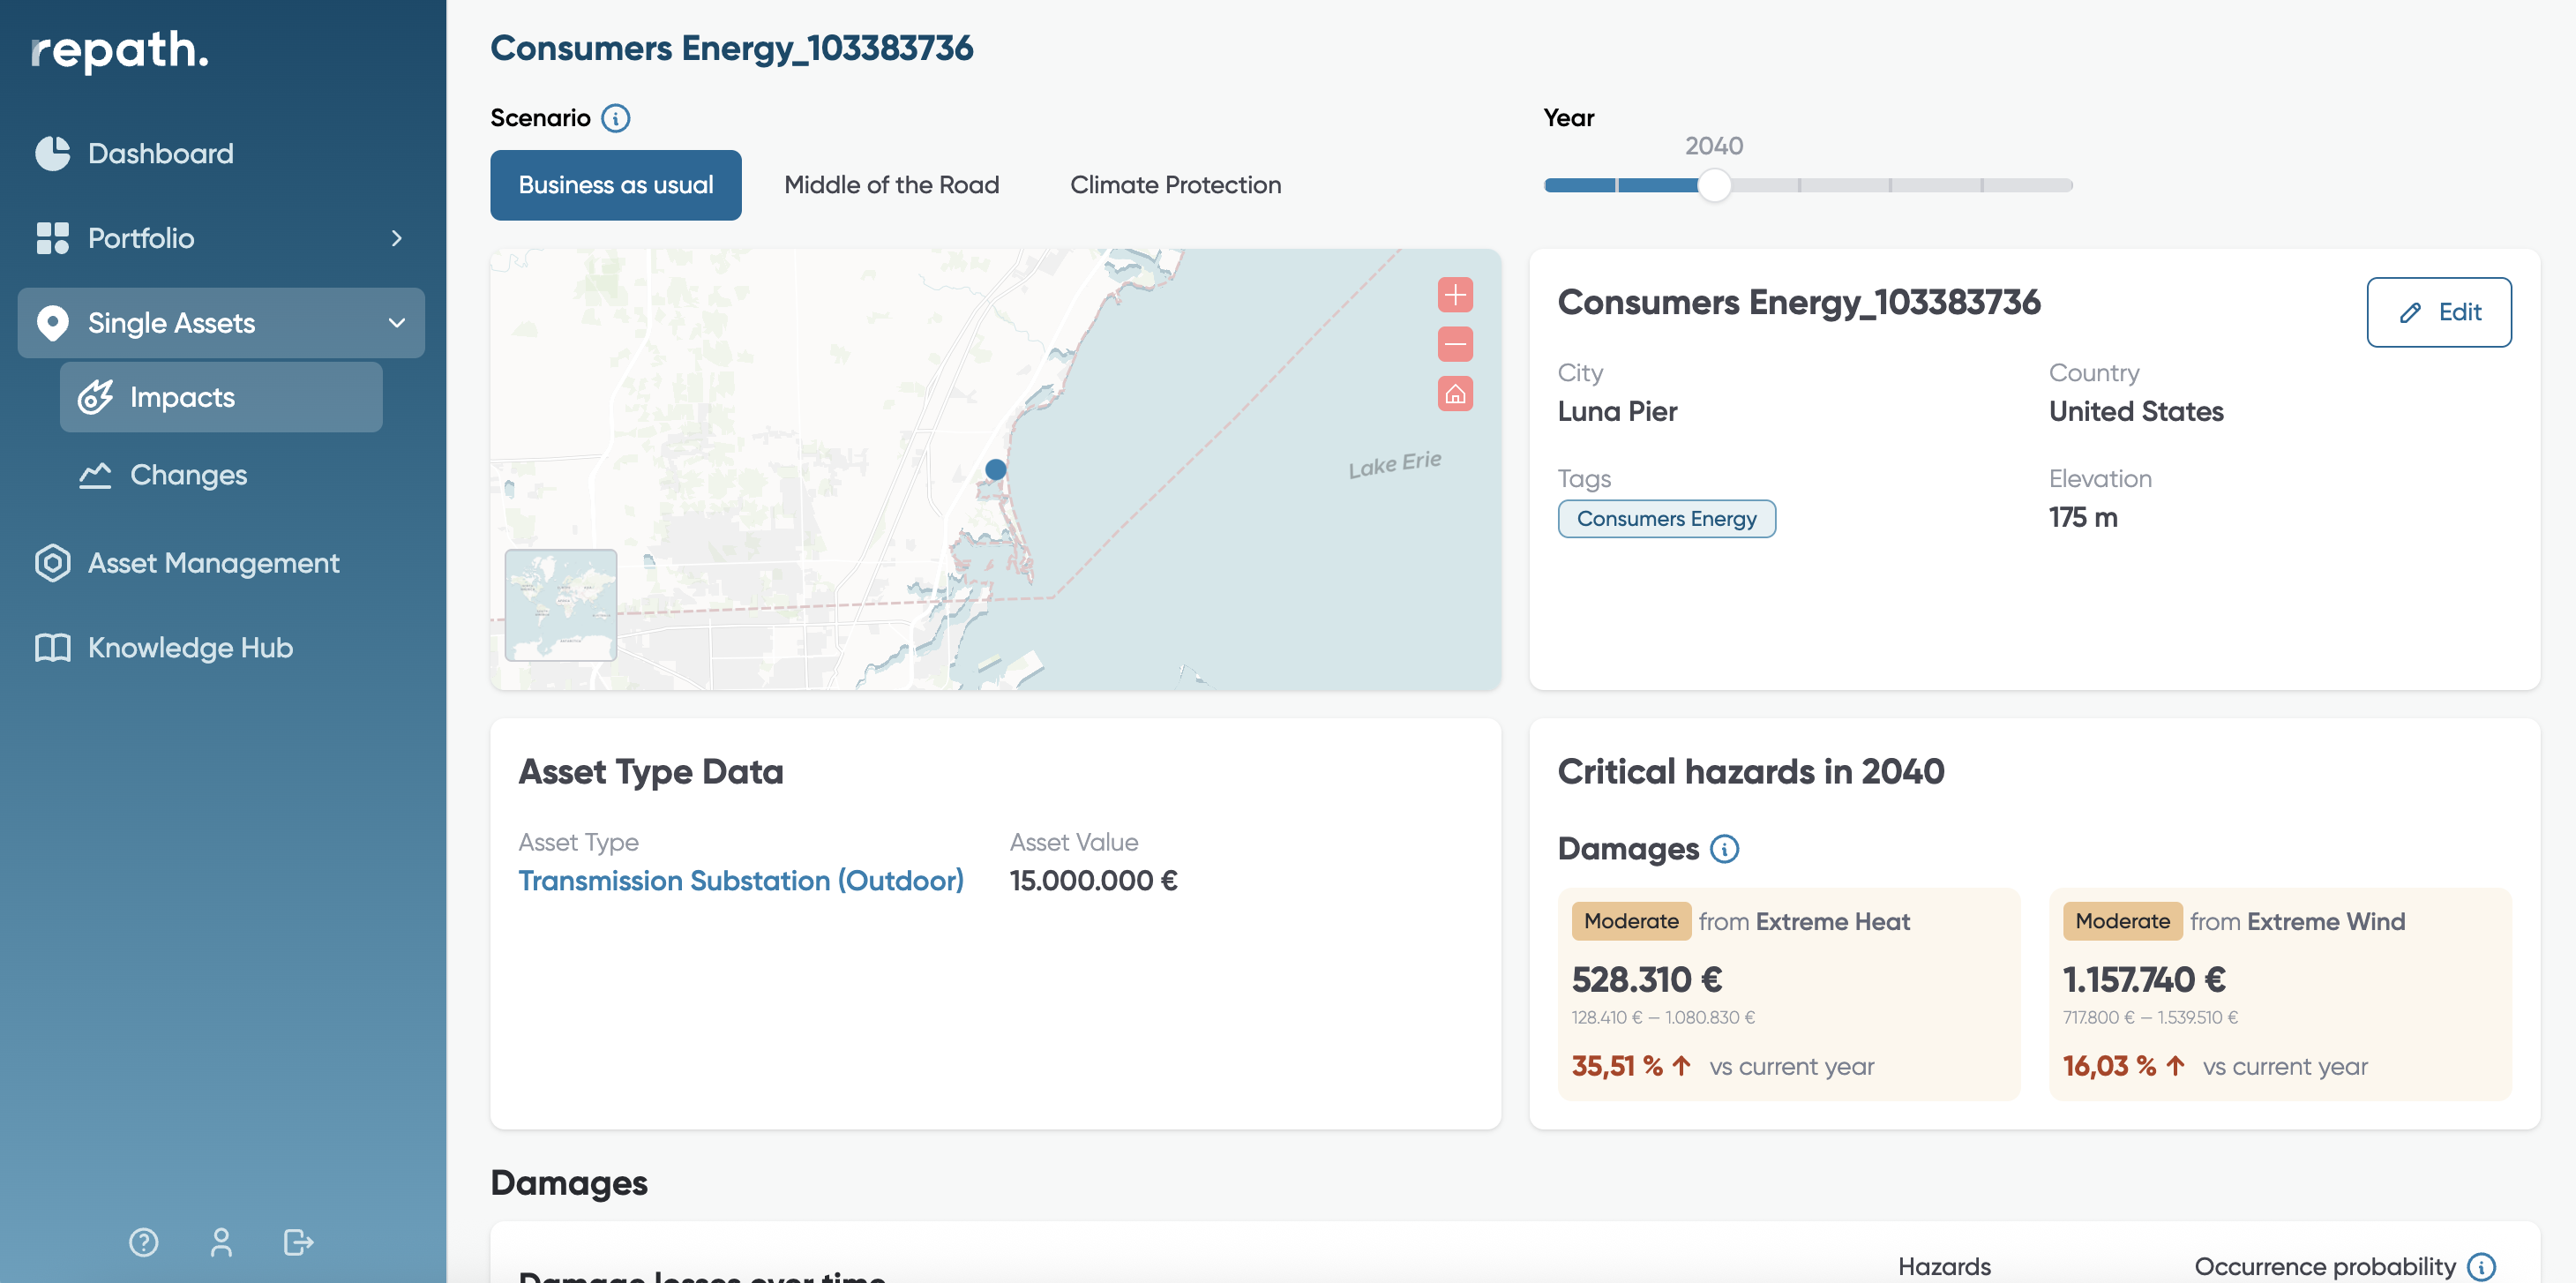 repath.
Dashboard
Portfolio
Single Assets
Impacts
Changes
Asset Management
Knowledge Hub
Consumers Energy_103383736
Scenario
Business as usual
Middle of the Road
Climate Protection
Year
2040
Lake Erie
Consumers Energy_103383736
Edit
City
Luna Pier
Country
United States
Tags
Consumers Energy
Elevation
175 m
Asset Type Data
Asset Type
Transmission Substation (Outdoor)
Asset Value
15.000.000 €
Critical hazards in 2040
Damages
Moderate from Extreme Heat
528.310 €
128.410 € – 1.080.830 €
35,51 % ↑ vs current year
Moderate from Extreme Wind
1.157.740 €
717.800 € – 1.539.510 €
16,03 % ↑ vs current year
Damages
Damage losses over time
Hazards
Occurrence probability